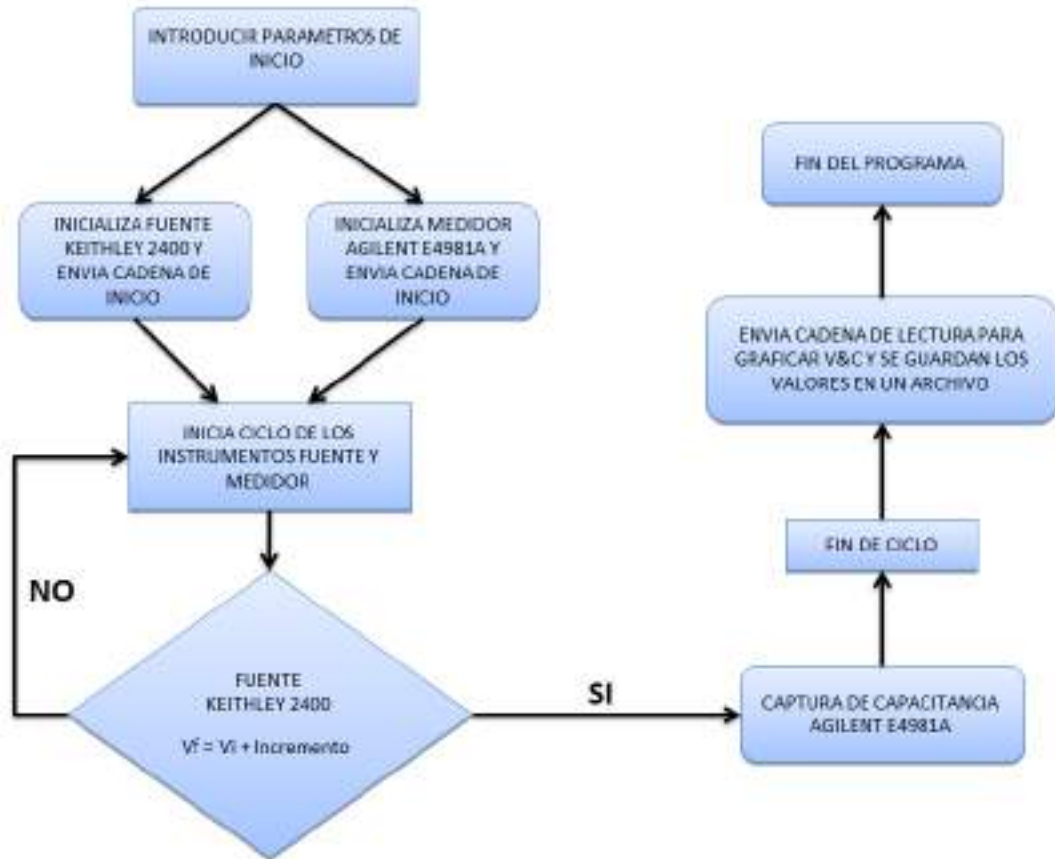 INTRODUCIR PARAMETROS DE
INICIO
INICIALIZA FUENTE
KEITHLEY 2400 Y
ENVIA CADENA DE
INICIO
INICIALIZA MEDIDOR
AGILENT E4981A Y
ENVIA CADENA DE
INICIO
INICIA CICLO DE LOS
INSTRUMENTOS FUENTE Y
MEDIDOR
NO
FUENTE
KEITHLEY 2400
Vf = Vi + Incremento
SI
CAPTURA DE CAPACITANCIA
AGILENT E4981A
FIN DE CICLO
ENVIA CADENA DE LECTURA PARA
GRAFICAR V&C Y SE GUARDAN LOS
VALORES EN UN ARCHIVO
FIN DEL PROGRAMA